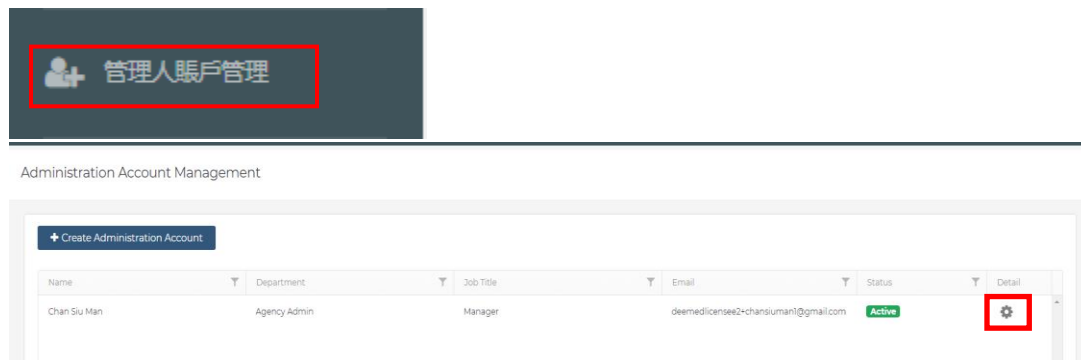 管理人賬戶管理
Administration Account Management
+ Create Administration Account
Name Department Job Title Email Status Detail
Chan Siu Man Agency Admin Manager deemedlicensee2+chansiuman1@gmail.com Active